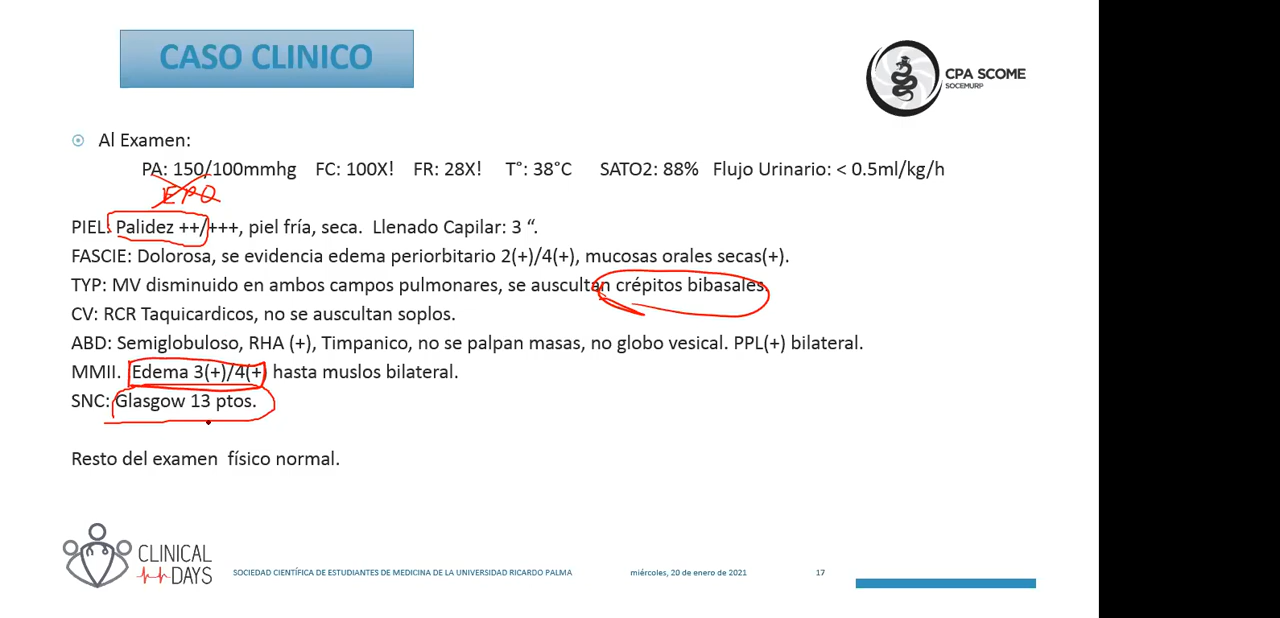 CASO CLINICO
CPA SCOME
SOCEMURP
Al Examen:
PA: 150/100mmhg FC: 100X! FR: 28X! T°: 38°C SATO2: 88% Flujo Urinario: < 0.5ml/kg/h
EPO
PIEL: Palidez ++/+++, piel fría, seca. Llenado Capilar: 3 “.
FASCIE: Dolorosa, se evidencia edema periorbitario 2(+)/4(+), mucosas orales secas(+).
TYP: MV disminuido en ambos campos pulmonares, se auscultan crépitos bibasales.
CV: RCR Taquicardicos, no se auscultan soplos.
ABD: Semiglobuloso, RHA (+), Timpanico, no se palpan masas, no globo vesical. PPL(+) bilateral.
MMII. Edema 3(+)/4(+ hasta muslos bilateral.
SNC: Glasgow 13 ptos.
Resto del examen físico normal.
CLINICAL
DAYS
SOCIEDAD CIENTÍFICA DE ESTUDIANTES DE MEDICINA DE LA UNIVERSIDAD RICARDO PALMA miércoles, 20 de enero de 2021 17